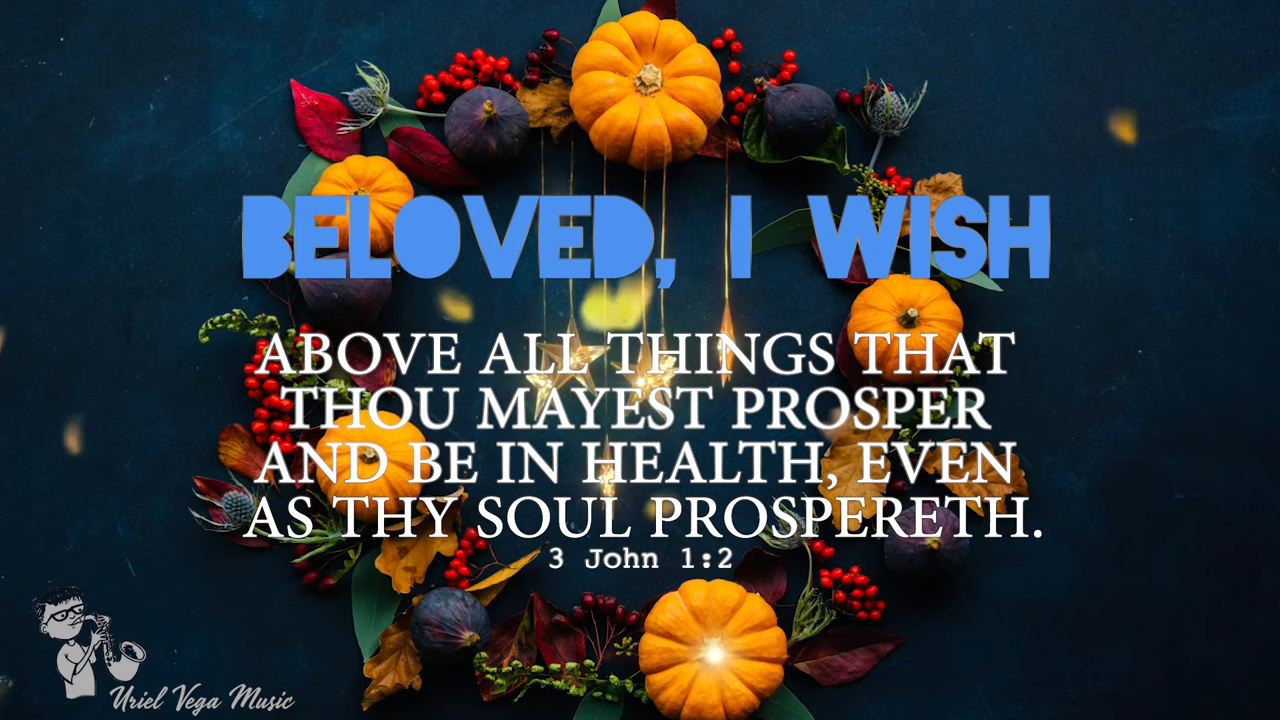 BELOVED, I WISH
ABOVE ALL THINGS THAT
THOU MAYEST PROSPER
AND BE IN HEALTH, EVEN
AS THY SOUL PROSPERETH.
3 John 1:2
Uriel Vega Music